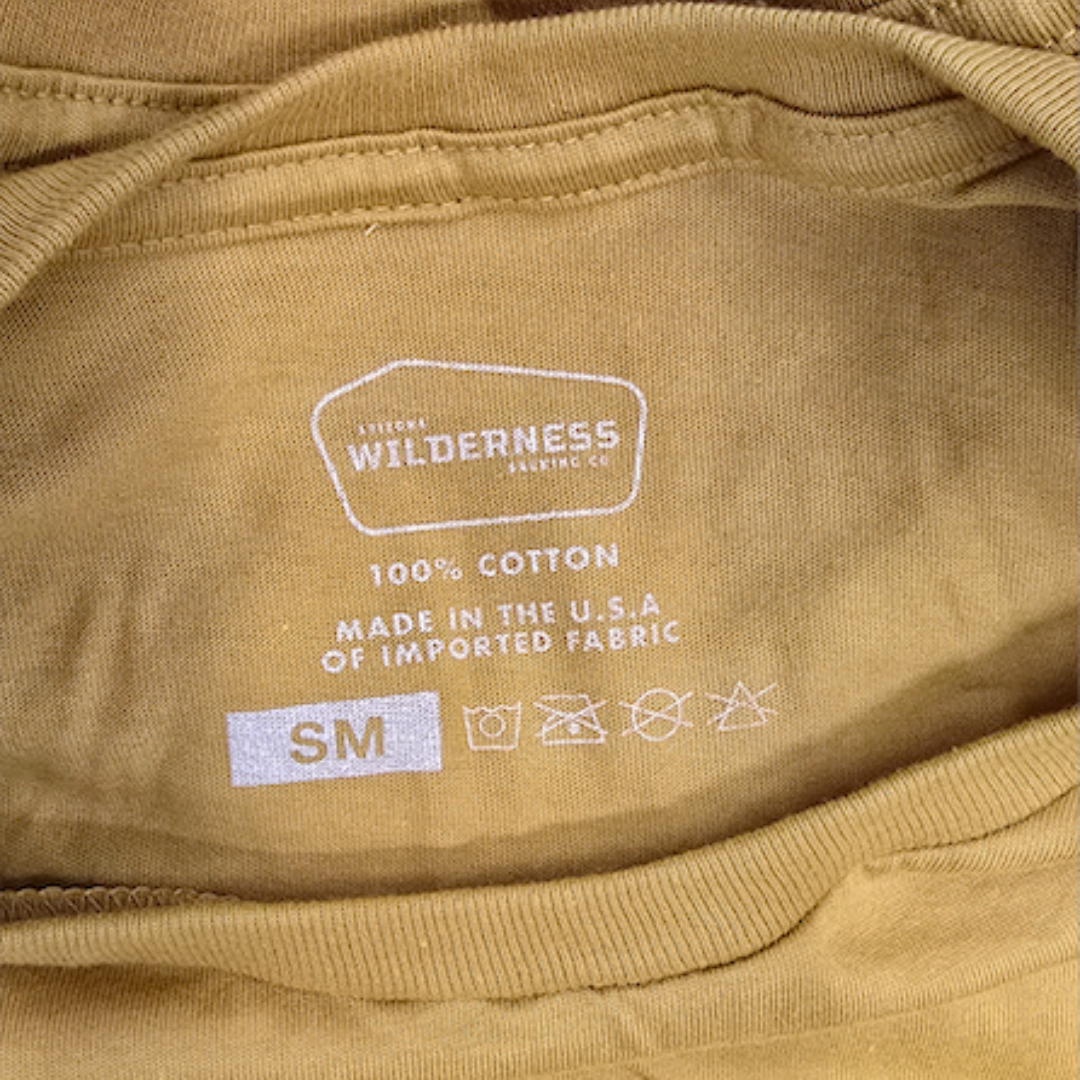 ARIZONA
WILDERNESS
BREWING CO
100% COTTON
MADE IN THE U.S.A
OF IMPORTED FABRIC
SM